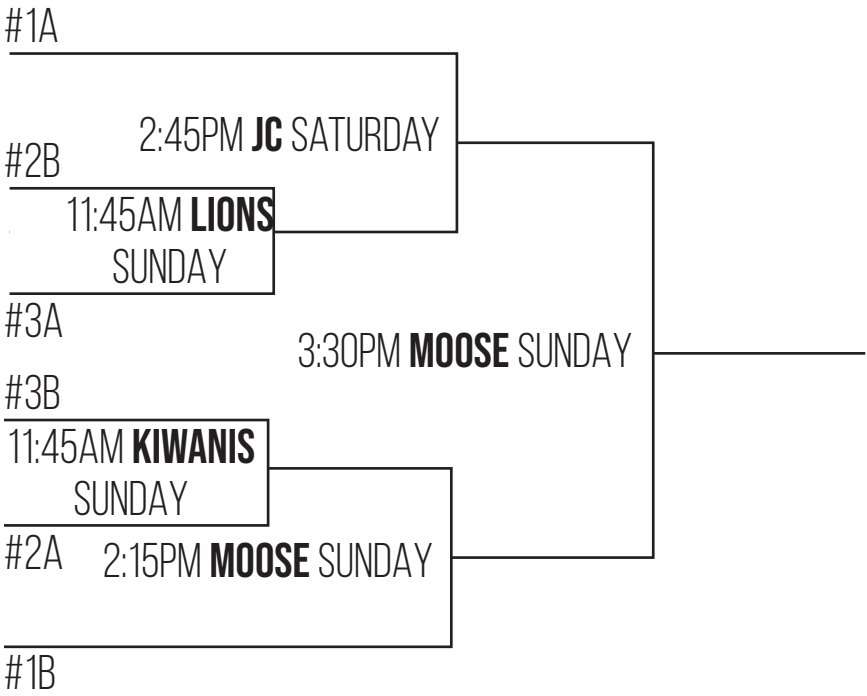 #1A
2:45PM JC SATURDAY
#2B
11:45AM LIONS
SUNDAY
#3A
3:30PM MOOSE SUNDAY
#3B
11:45AM KIWANIS
SUNDAY
#2A
2:15PM MOOSE SUNDAY
#1B